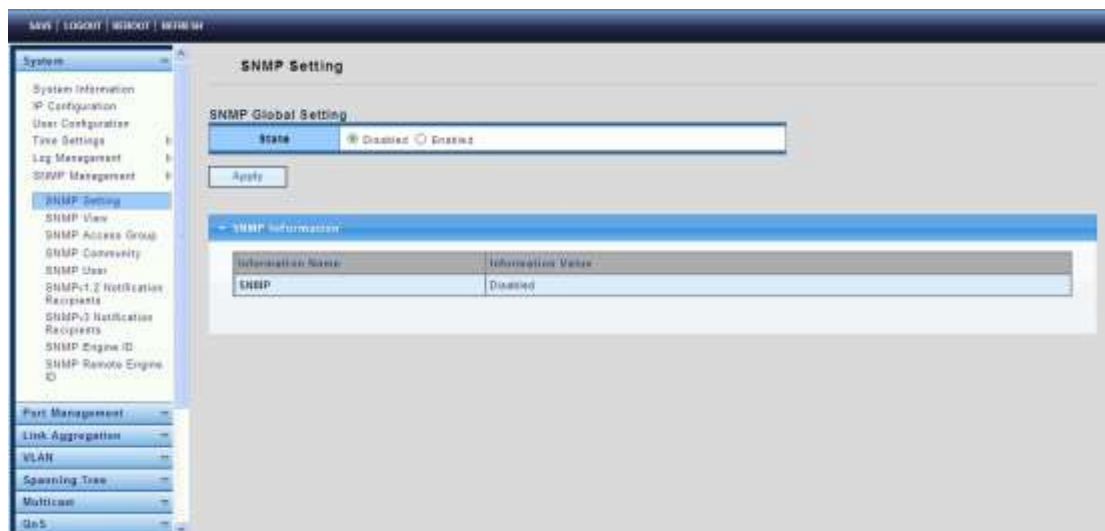 SAVE | LOGOUT | REBOOT | REFRESH
System
System Information
IP Configuration
User Configuration
Time Settings
Log Management
SNMP Management
SNMP Setting
SNMP View
SNMP Access Group
SNMP Community
SNMP User
SNMPv1,2 Notification
Recipients
SNMPv3 Notification
Recipients
SNMP Engine ID
SNMP Remote Engine
ID
Port Management
Link Aggregation
VLAN
Spanning Tree
Multicast
QoS
SNMP Setting
SNMP Global Setting
State Disabled Enabled
Apply
SNMP Information
Information Name Information Value
SNMP Disabled